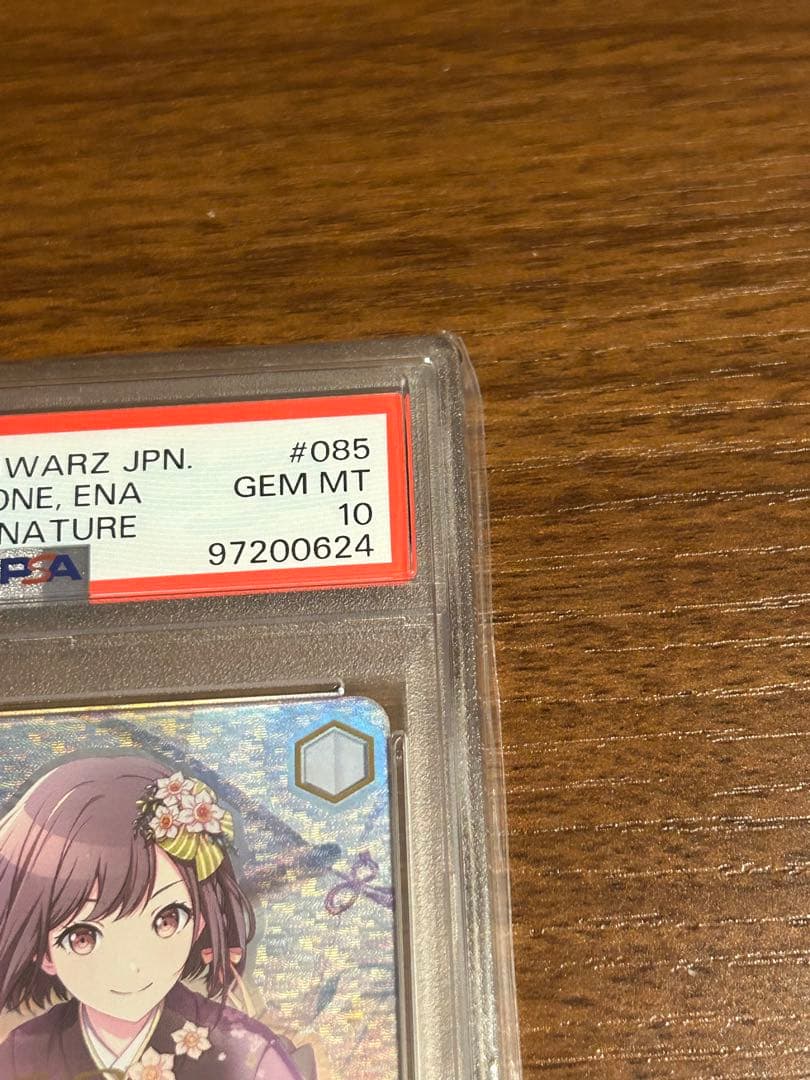 WARZ JPN. #085
ONE, ENA GEM MT
NATURE 10
97200624
PSA